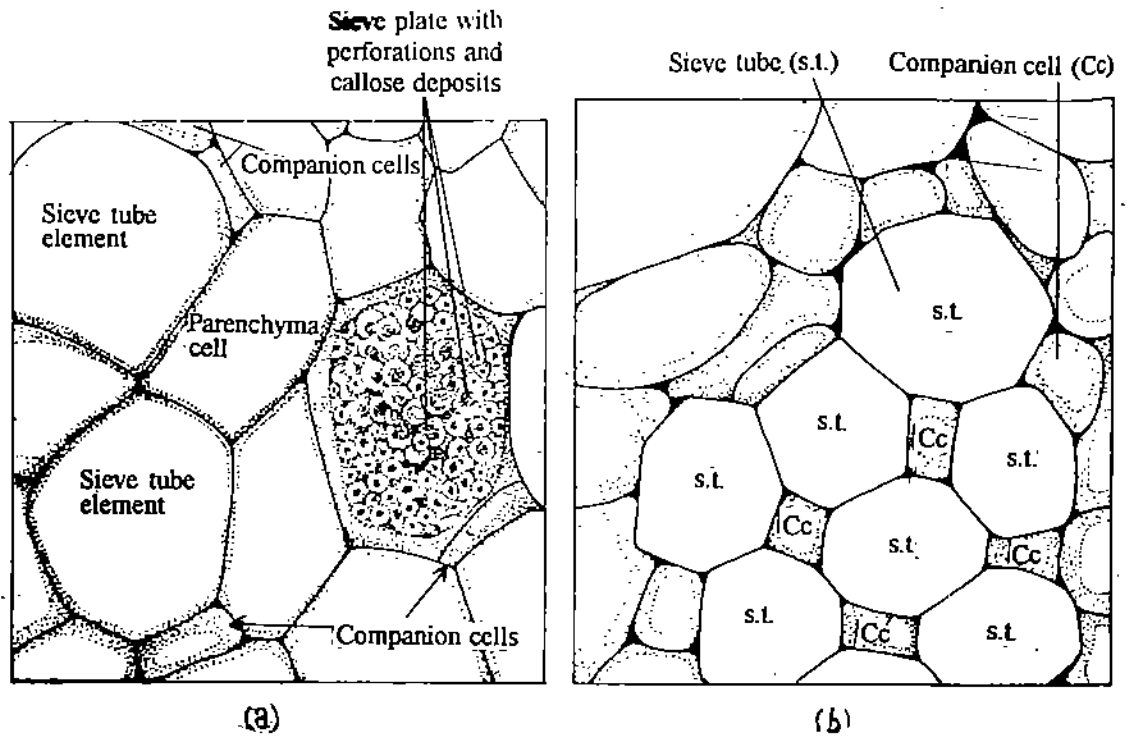 Sieve plate with
perforations and
callose deposits
Companion cells
Sieve tube
element
Parenchyma
cell
Sieve tube
element
Companion cells
(a)
Sieve tube (s.t.)
Companion cell (Cc)
s.t.
s.t.
Cc
s.t.
s.t.
Cc
s.t.
Cc
s.t.
Cc
s.t.
(b)